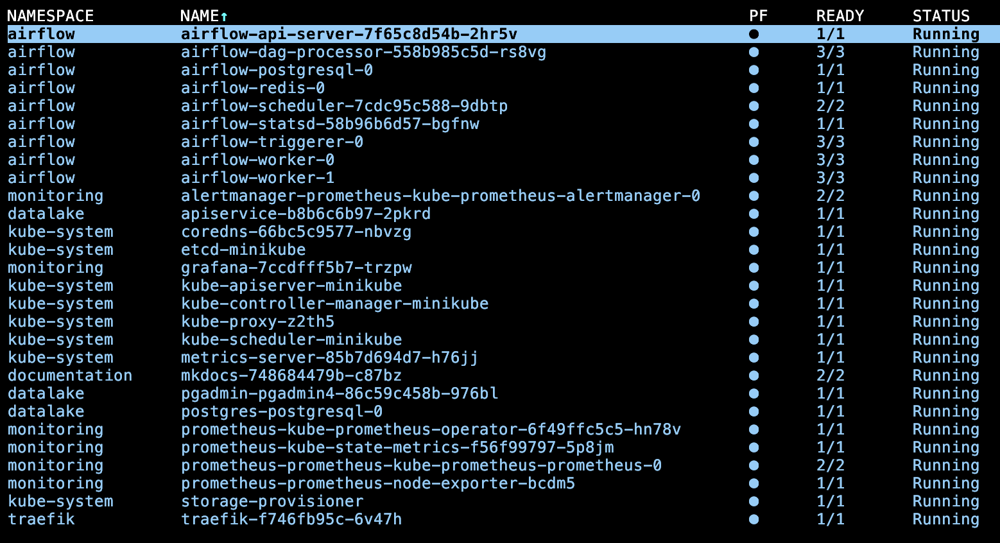 NAMESPACE NAME↑ PF READY STATUS
airflow airflow-api-server-7f65c8d54b-2hr5v ● 1/1 Running
airflow airflow-dag-processor-558b985c5d-rs8vg ● 3/3 Running
airflow airflow-postgresql-0 ● 1/1 Running
airflow airflow-redis-0 ● 1/1 Running
airflow airflow-scheduler-7cdc95c588-9dbtp ● 2/2 Running
airflow airflow-statsd-58b96b6d57-bgfnw ● 1/1 Running
airflow airflow-triggerer-0 ● 3/3 Running
airflow airflow-worker-0 ● 3/3 Running
airflow airflow-worker-1 ● 3/3 Running
monitoring alertmanager-prometheus-kube-prometheus-alertmanager-0 ● 2/2 Running
datalake apiservice-b8b6c6b97-2pkrd ● 1/1 Running
kube-system coredns-66bc5c9577-nbvzg ● 1/1 Running
kube-system etcd-minikube ● 1/1 Running
monitoring grafana-7ccdfff5b7-trzpw ● 1/1 Running
kube-system kube-apiserver-minikube ● 1/1 Running
kube-system kube-controller-manager-minikube ● 1/1 Running
kube-system kube-proxy-z2th5 ● 1/1 Running
kube-system kube-scheduler-minikube ● 1/1 Running
kube-system metrics-server-85b7d694d7-h76jj ● 1/1 Running
documentation mkdocs-748684479b-c87bz ● 2/2 Running
datalake pgadmin-pgadmin4-86c59c458b-976bl ● 1/1 Running
datalake postgres-postgresql-0 ● 1/1 Running
monitoring prometheus-kube-prometheus-operator-6f49ffc5c5-hn78v ● 1/1 Running
monitoring prometheus-kube-state-metrics-f56f99797-5p8jm ● 1/1 Running
monitoring prometheus-prometheus-kube-prometheus-prometheus-0 ● 2/2 Running
monitoring prometheus-prometheus-node-exporter-bcdm5 ● 1/1 Running
kube-system storage-provisioner ● 1/1 Running
traefik traefik-f746fb95c-6v47h ● 1/1 Running